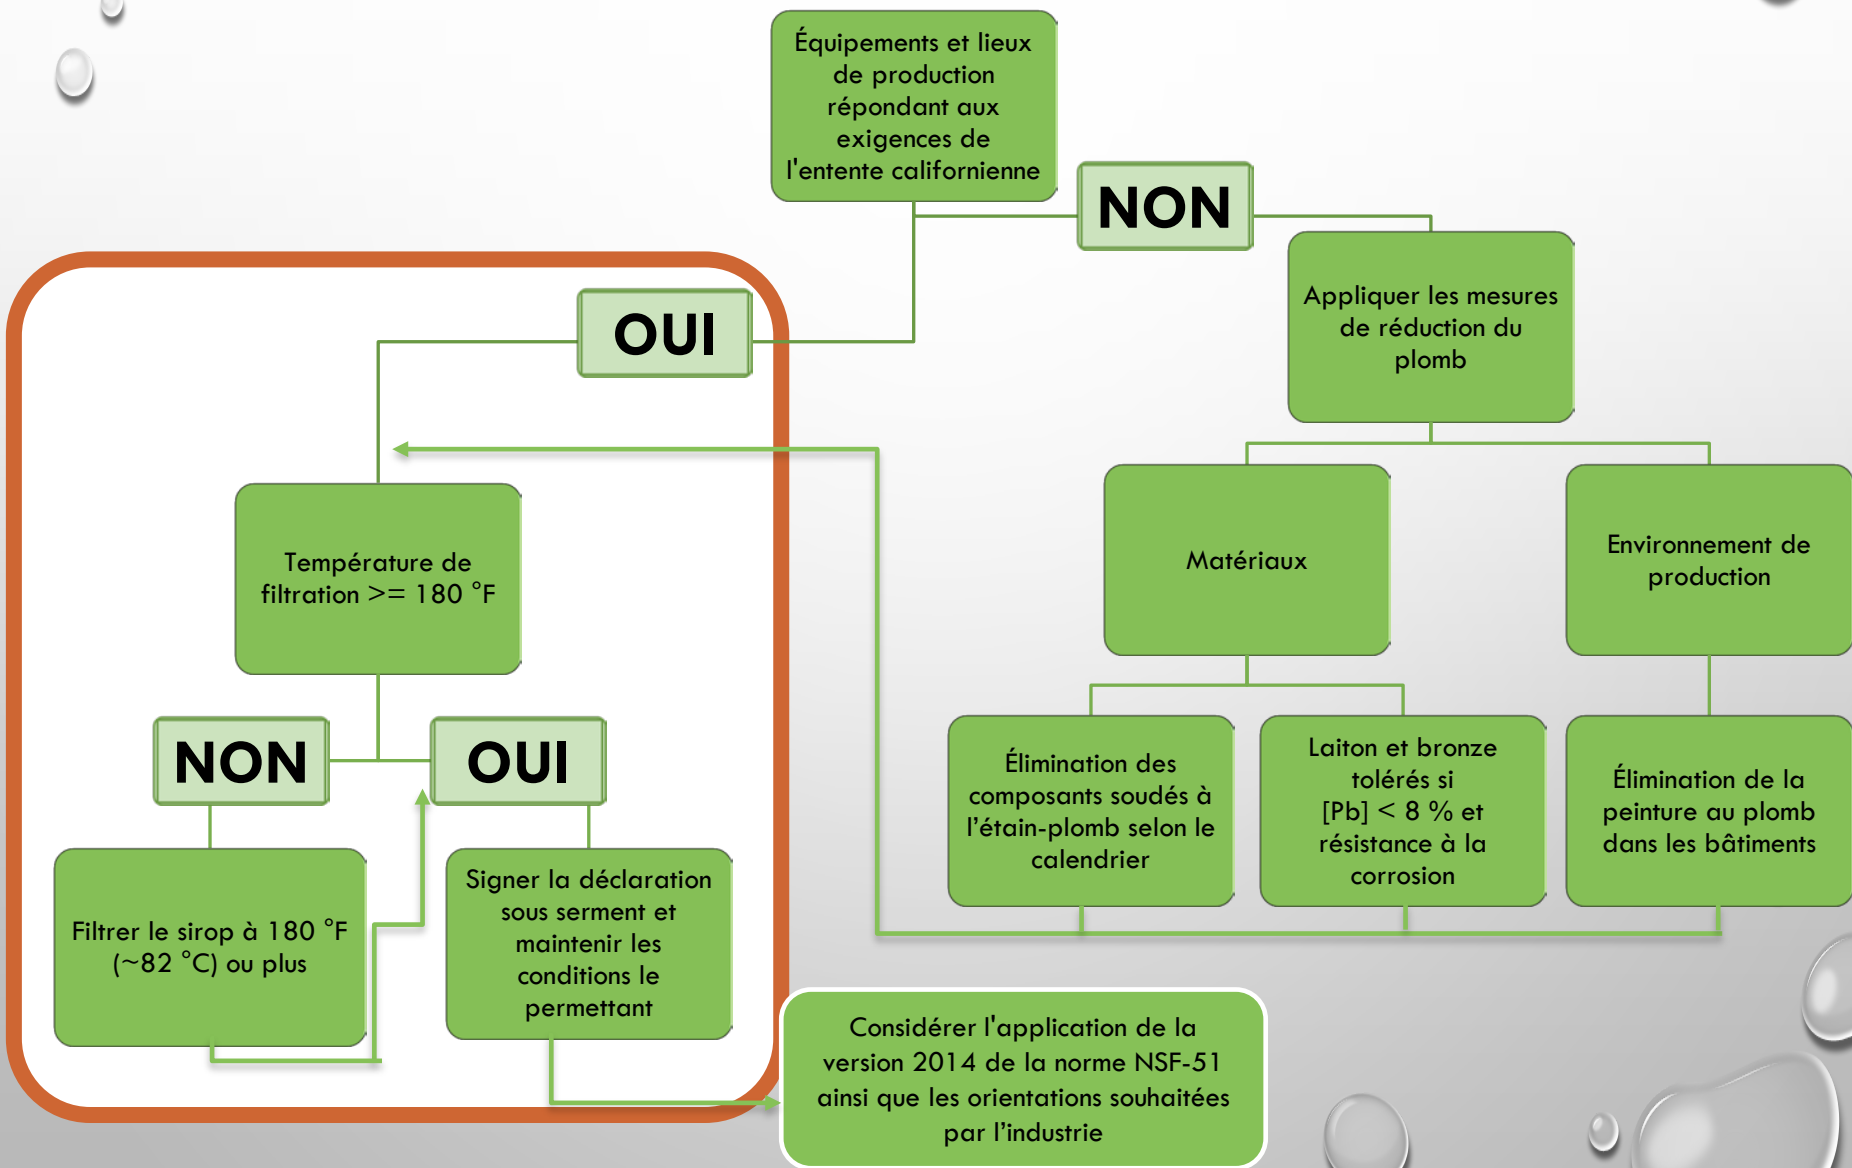 Équipements et lieux
de production
répondant aux
exigences de
l'entente californienne
NON
OUI
Appliquer les mesures
de réduction du
plomb
Température de
filtration >= 180 °F
Matériaux
Environnement de
production
NON
OUI
Élimination des
composants soudés à
l’étain-plomb selon le
calendrier
Laiton et bronze
tolérés si
[Pb] < 8 % et
résistance à la
corrosion
Élimination de la
peinture au plomb
dans les bâtiments
Filtrer le sirop à 180 °F
(~82 °C) ou plus
Signer la déclaration
sous serment et
maintenir les
conditions le
permettant
Considérer l'application de la
version 2014 de la norme NSF-51
ainsi que les orientations souhaitées
par l’industrie